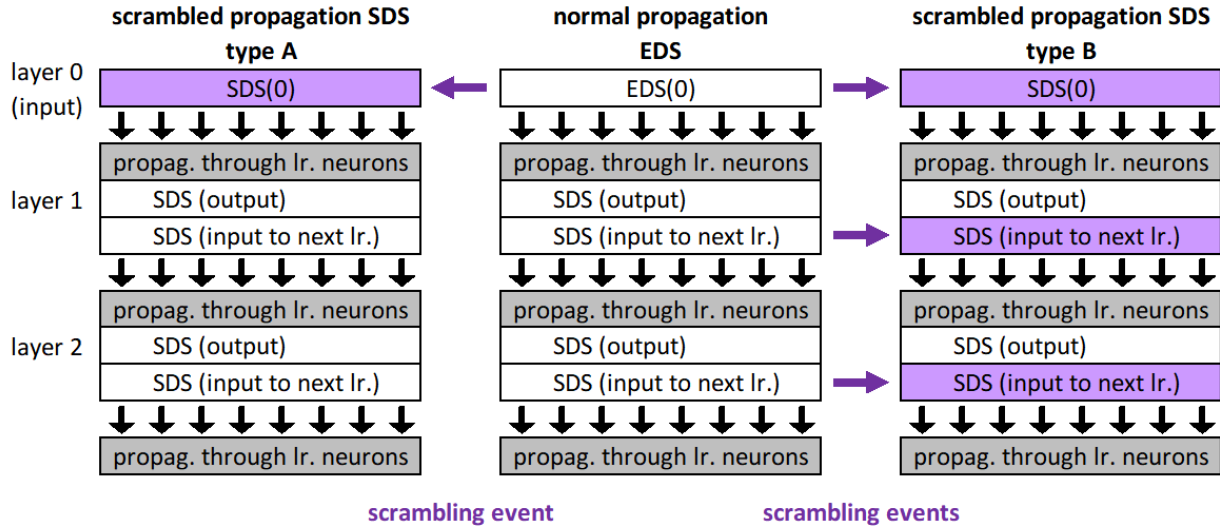 scrambled propagation SDS normal propagation scrambled propagation SDS
type A EDS type B
layer 0 SDS(0) EDS(0) SDS(0)
(input)
propag. through lr. neurons propag. through lr. neurons propag. through lr. neurons
layer 1 SDS (output) SDS (output) SDS (output)
SDS (input to next lr.) SDS (input to next lr.) SDS (input to next lr.)
propag. through lr. neurons propag. through lr. neurons propag. through lr. neurons
layer 2 SDS (output) SDS (output) SDS (output)
SDS (input to next lr.) SDS (input to next lr.) SDS (input to next lr.)
propag. through lr. neurons propag. through lr. neurons propag. through lr. neurons
scrambling event scrambling events